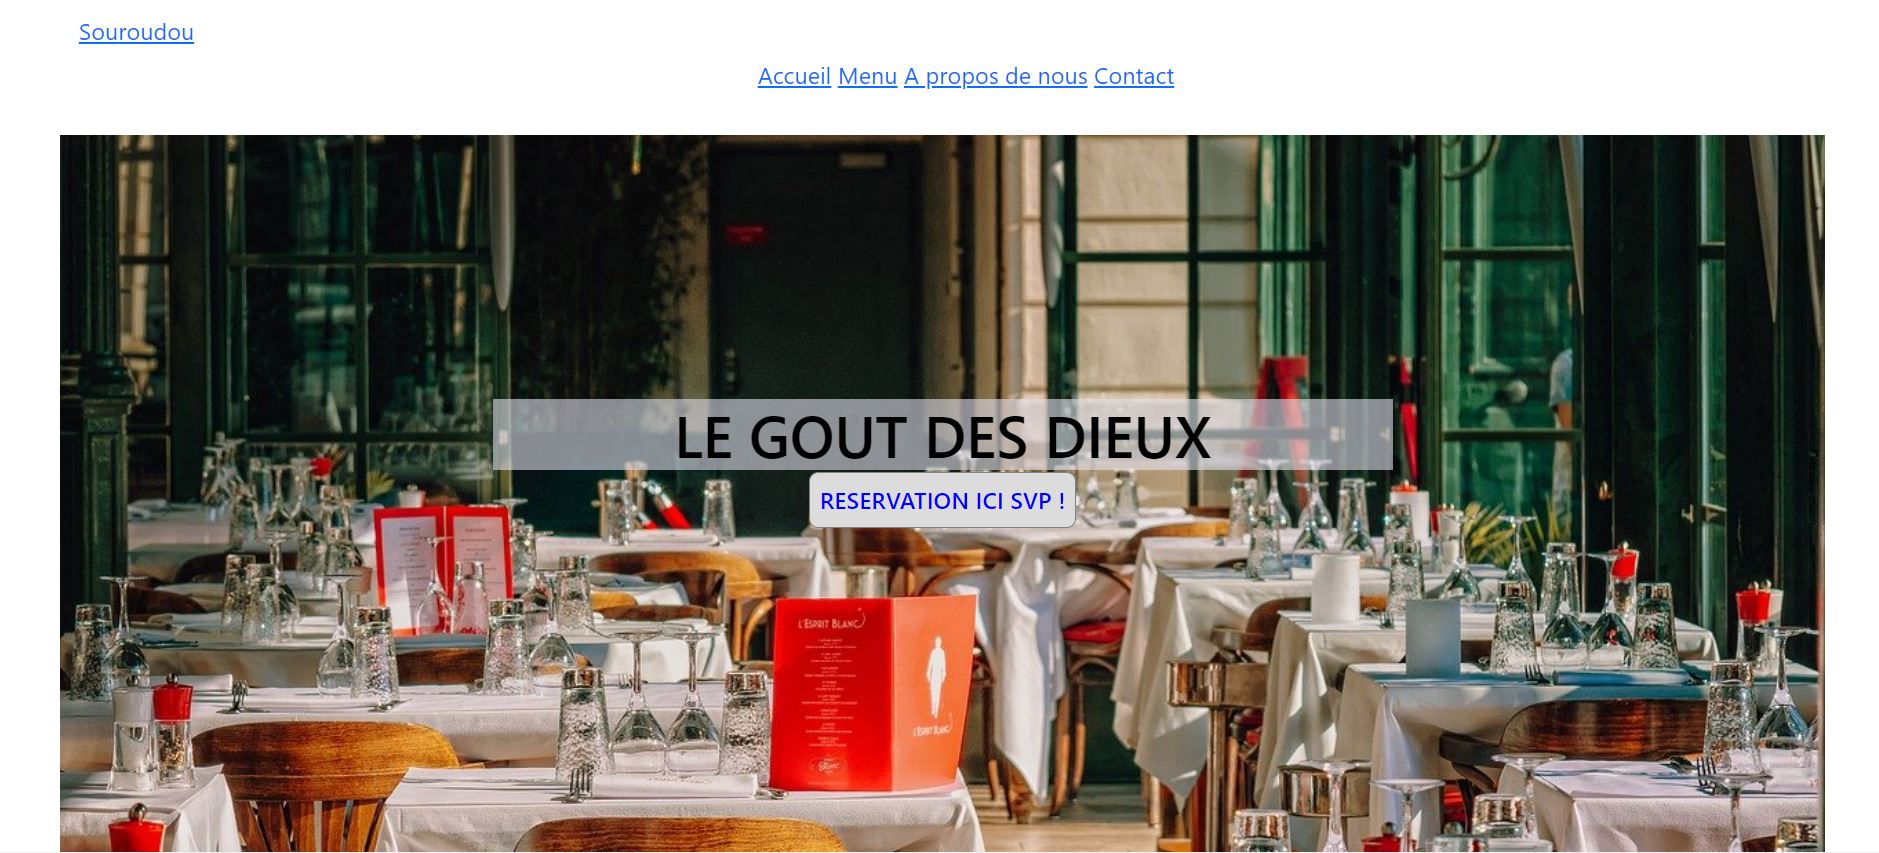 Souroudou
Accueil Menu A propos de nous Contact
LE GOUT DES DIEUX
RESERVATION ICI SVP !
L'ESPRIT BLANC
L'ESPRIT BLANC